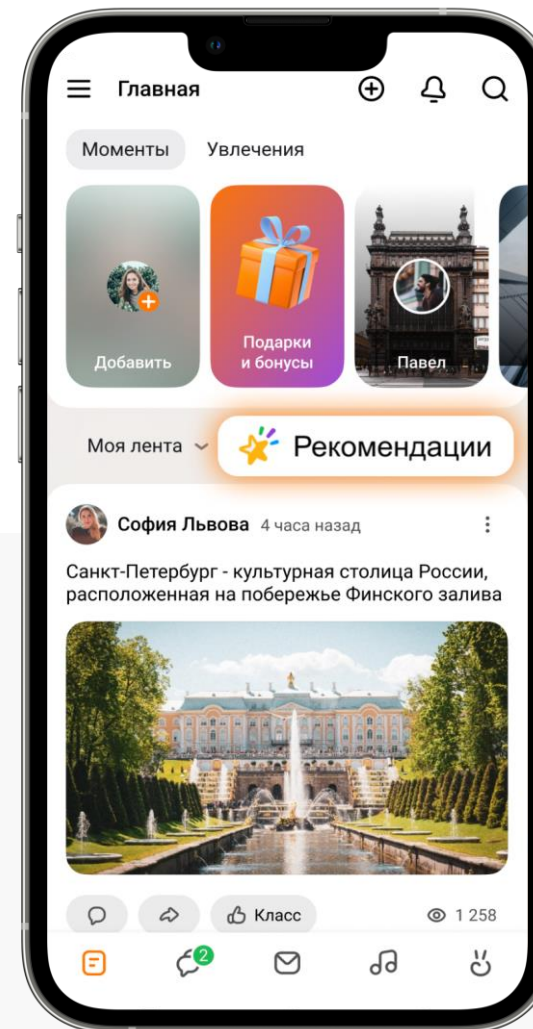 Главная
Моменты
Увлечения
Добавить
Подарки
и бонусы
Павел
Моя лента
Рекомендации
София Львова 4 часа назад
Санкт-Петербург - культурная столица России,
расположенная на побережье Финского залива
Класс
1 258
2